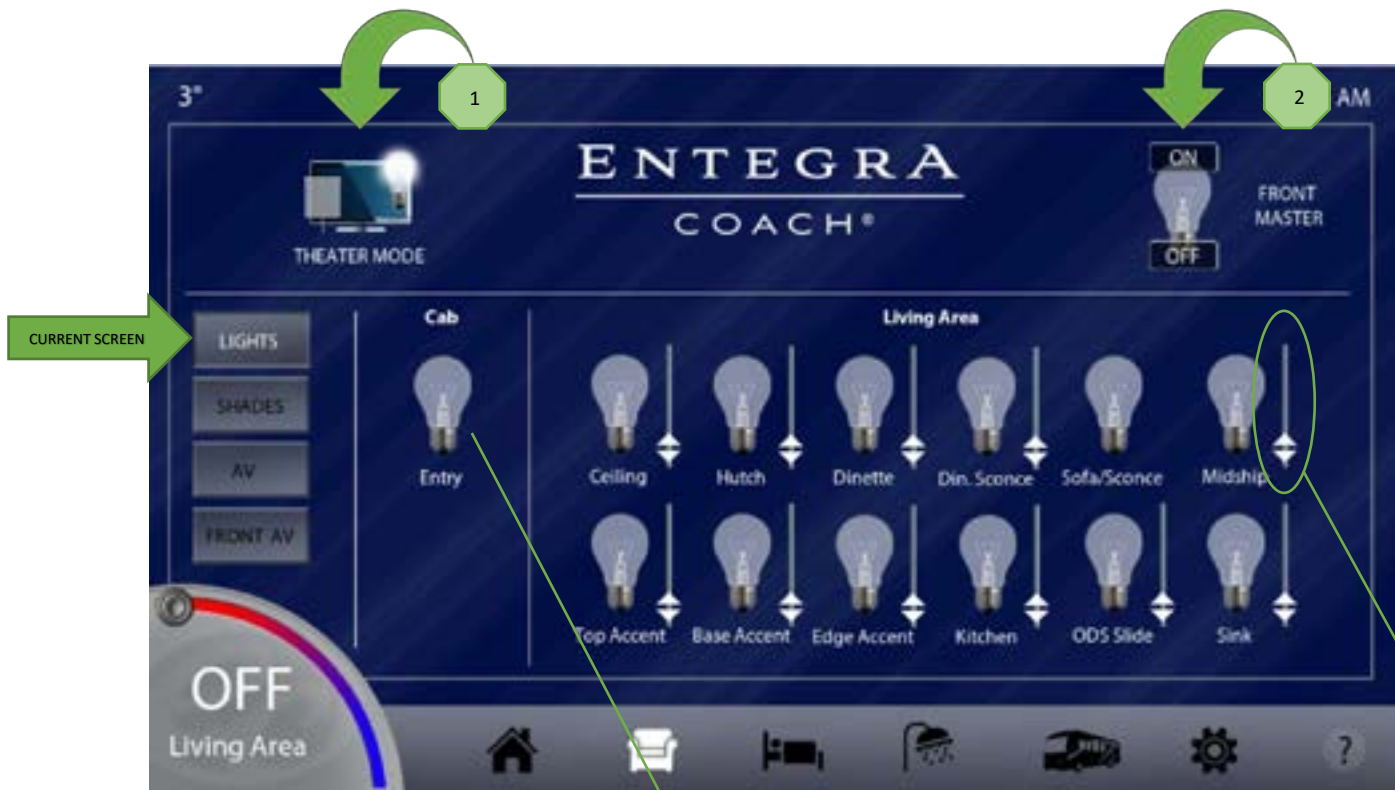 1
2
3°
AM
ENTEGRA
COACH®
ON
OFF
FRONT
MASTER
THEATER MODE
CURRENT SCREEN
LIGHTS
SHADES
AV
FRONT AV
Cab
Entry
Living Area
Ceiling
Hutch
Dinette
Din. Sconce
Sofa/Sconce
Midship
Top Accent
Base Accent
Edge Accent
Kitchen
ODS Slide
Sink
OFF
Living Area
?